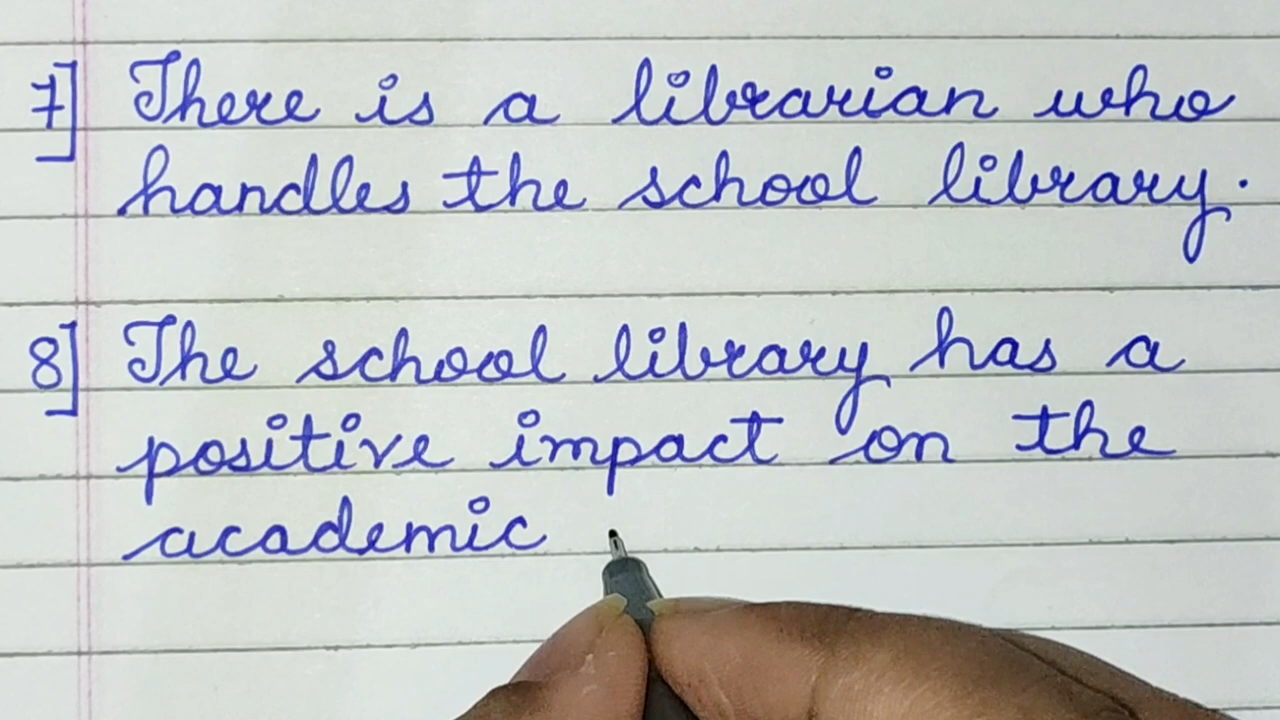 7] There is a librarian who
handles the school library.
8] The school library has a
positive impact on the
academic